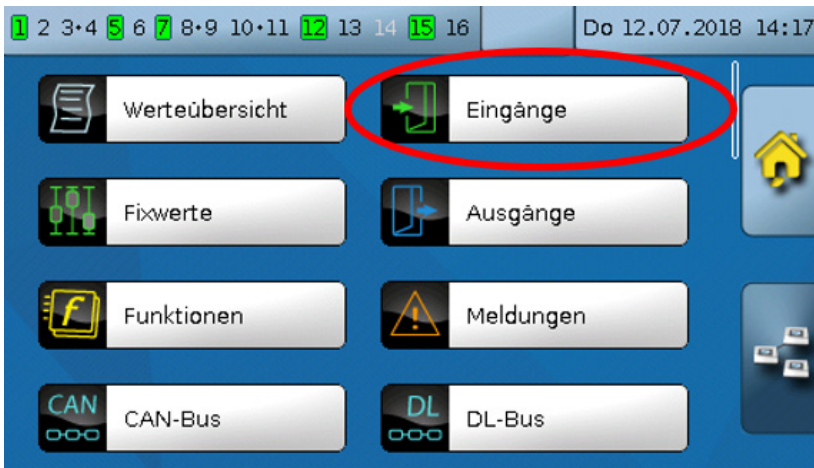 1 2 3·4 5 6 7 8·9 10·11 12 13 14 15 16 Do 12.07.2018 14:17
Werteübersicht Eingänge
Fixwerte Ausgänge
f
Funktionen Meldungen
CAN CAN-Bus DL DL-Bus